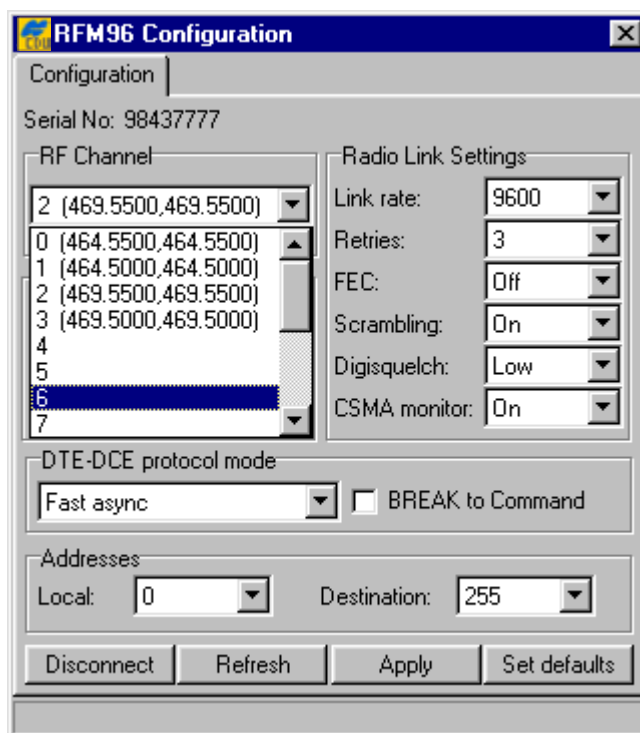 CDU RFM96 Configuration
Configuration
Serial No: 98437777
RF Channel
2 (469.5500,469.5500)
0 (464.5500,464.5500)
1 (464.5000,464.5000)
2 (469.5500,469.5500)
3 (469.5000,469.5000)
4
5
6
7
Radio Link Settings
Link rate: 9600
Retries: 3
FEC: Off
Scrambling: On
Digisquelch: Low
CSMA monitor: On
DTE-DCE protocol mode
Fast async BREAK to Command
Addresses
Local: 0 Destination: 255
Disconnect Refresh Apply Set defaults